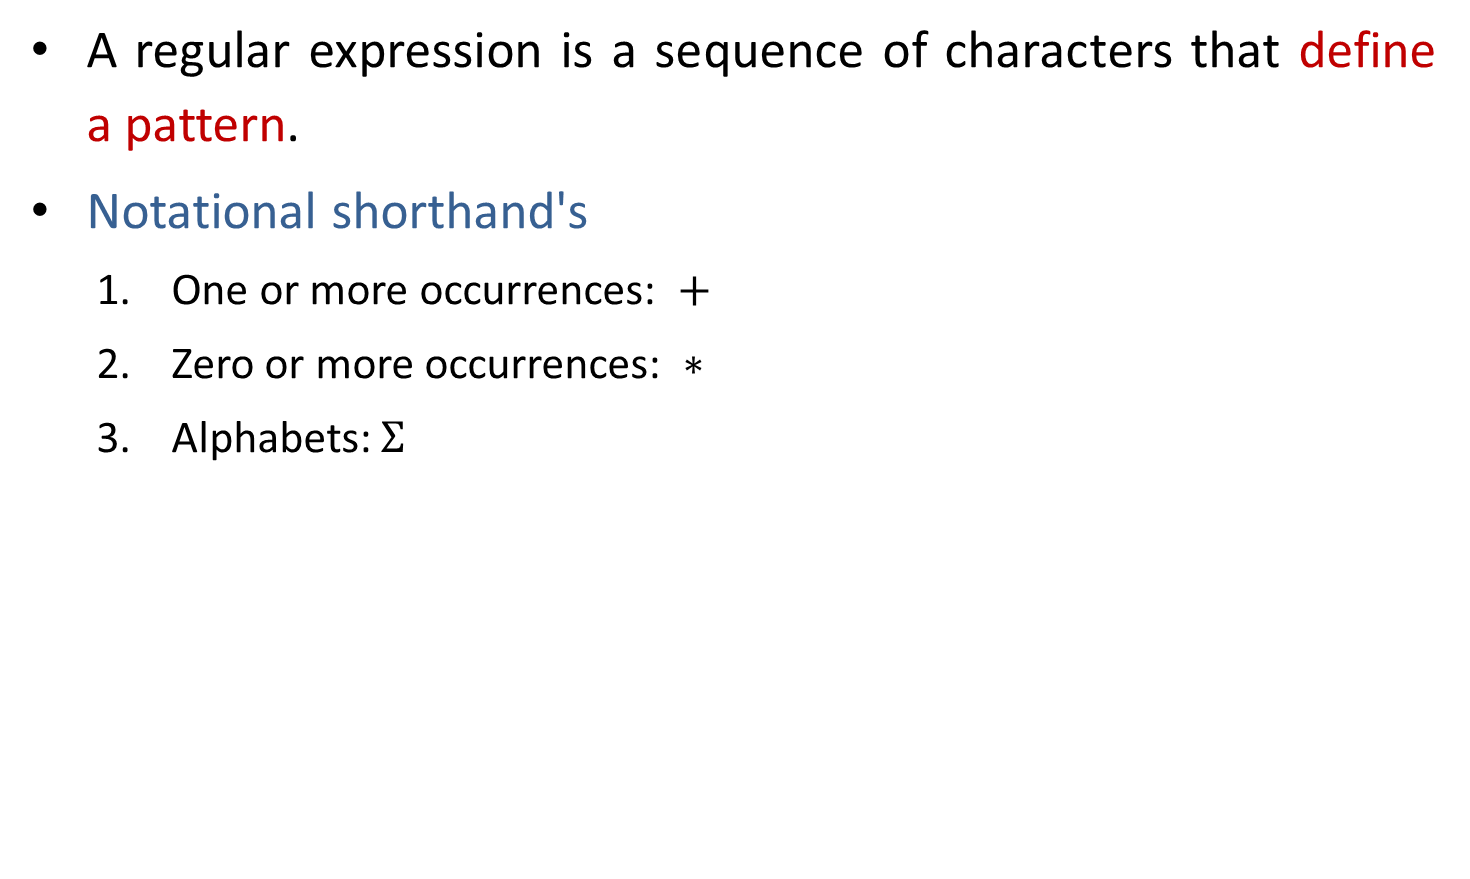 • A regular expression is a sequence of characters that define
a pattern.
• Notational shorthand's
1. One or more occurrences: +
2. Zero or more occurrences: *
3. Alphabets: Σ